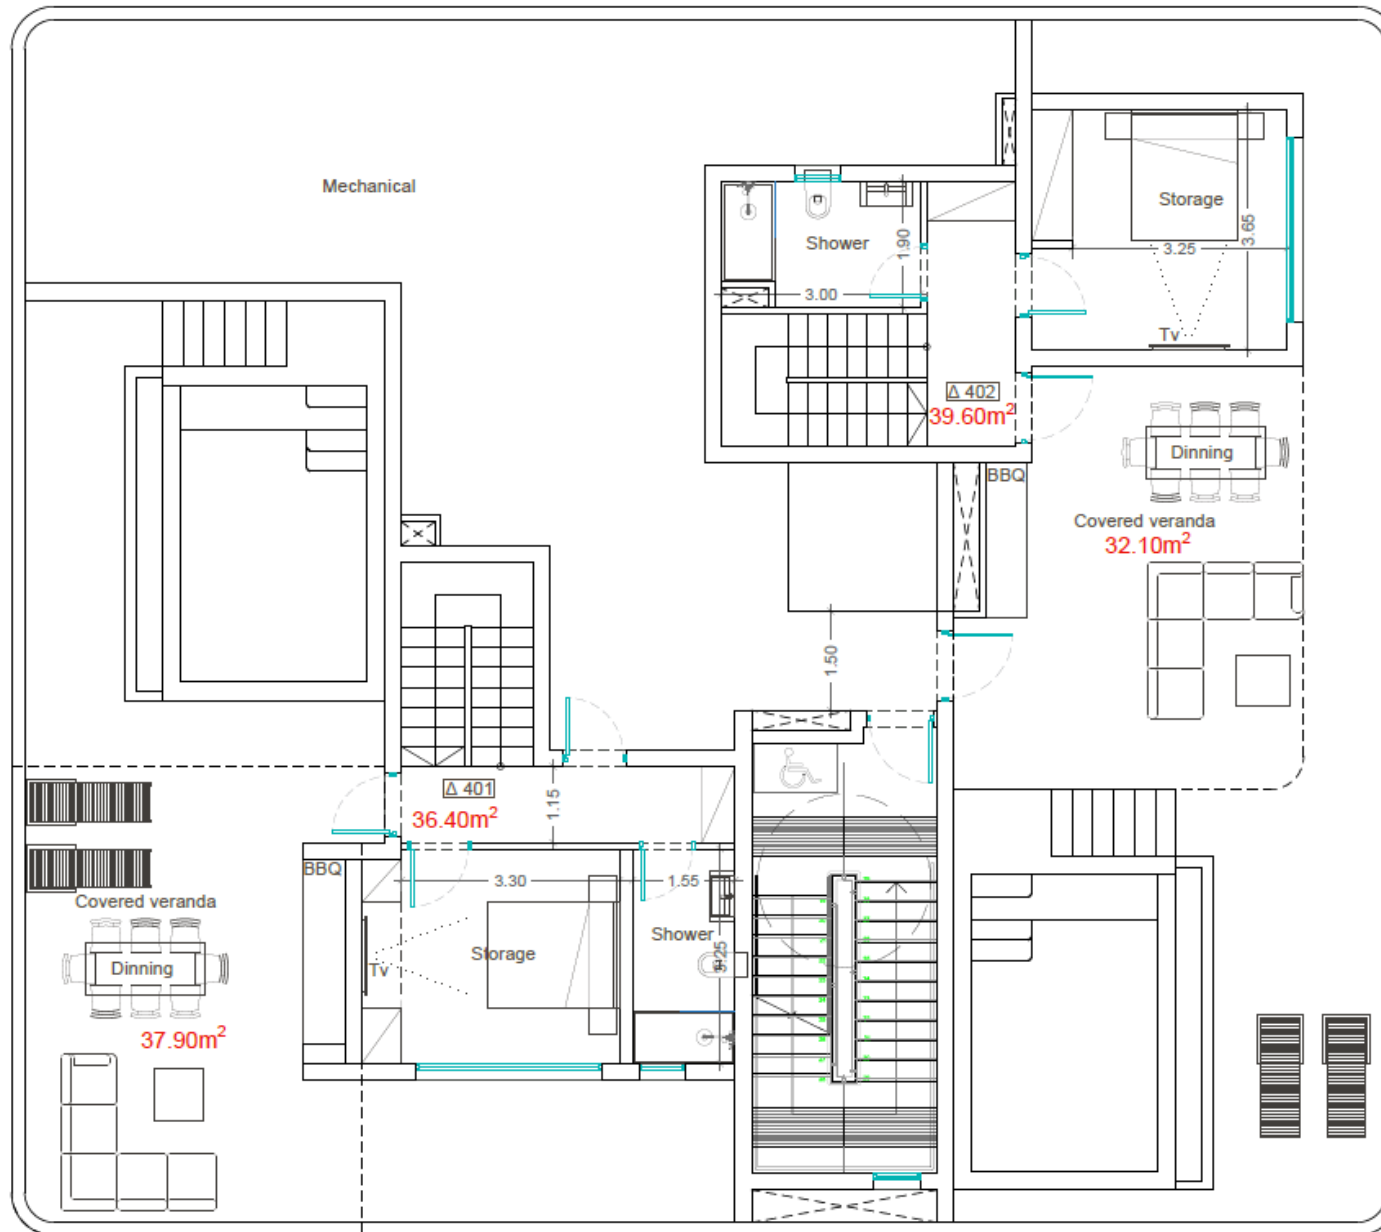 Mechanical
Storage
3.65
3.25
Shower
1.90
3.00
Tv
Δ 402
39.60m²
Dinning
BBQ
Covered veranda
32.10m²
1.50
Δ 401
36.40m²
1.15
BBQ
3.30
1.55
Covered veranda
Shower
Storage
3.25
Dinning
Tv
37.90m²